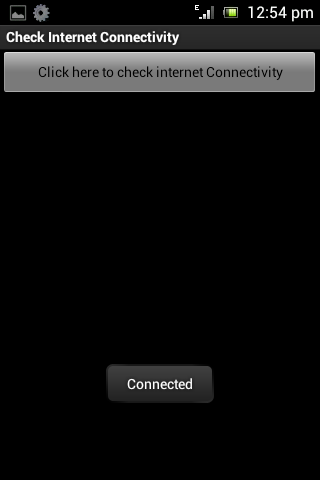 E 12:54 pm
Check Internet Connectivity
Click here to check internet Connectivity
Connected